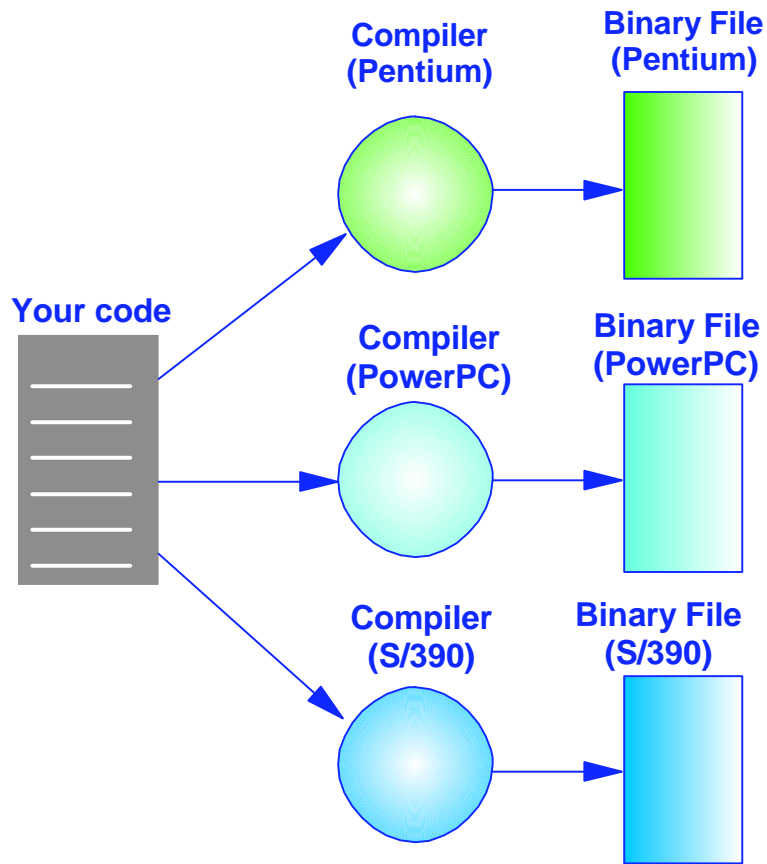 Compiler
(Pentium)
Binary File
(Pentium)
Your code
Compiler
(PowerPC)
Binary File
(PowerPC)
Compiler
(S/390)
Binary File
(S/390)